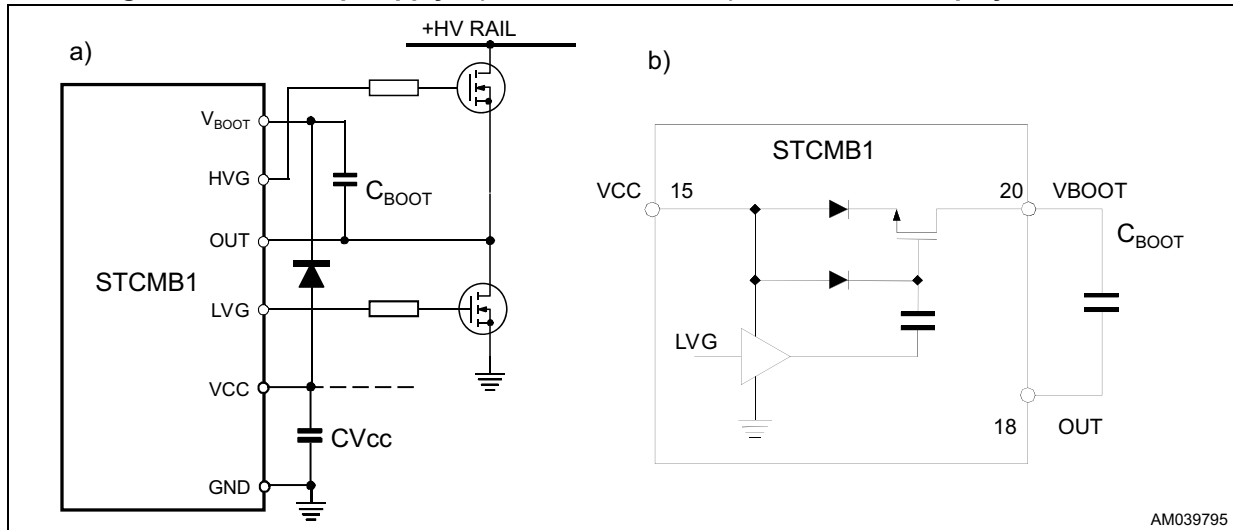 +HV RAIL
a)
VBOOT
HVG
CBOOT
OUT
STCMB1
LVG
VCC
CVcc
GND
b)
STCMB1
VCC
15
20
VBOOT
CBOOT
LVG
18
OUT
AM039795